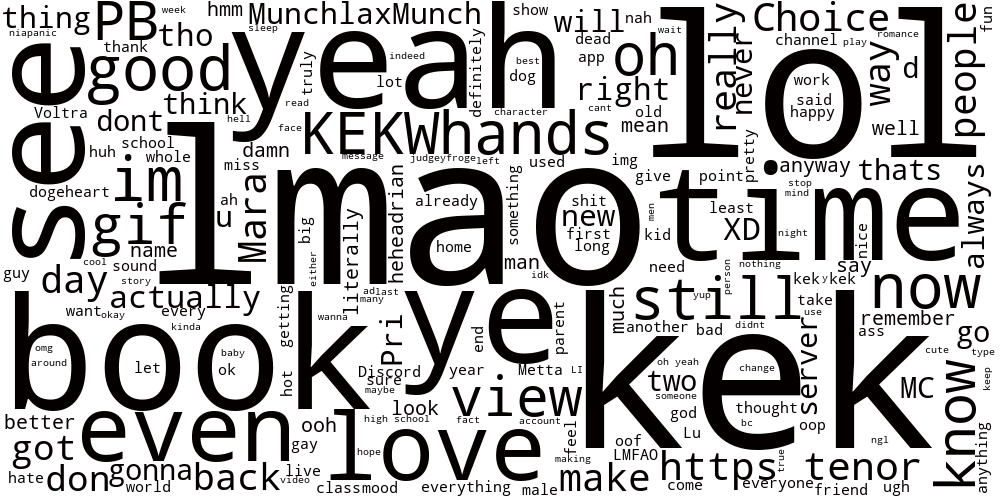 thing
PB
week
hmm
MunchlaxMunch
show
will
nah
wait
Choice
romance
fun
niapanic
tho
sleep
yeah
oh
really
never
lol
channel
play
way
people
thank
good
truly
indeed
lot
definitely
best
dog
dead
app
right
work
said
happy
d
see
Voltra
dont
think
hell
read
face
KEKWhands
character
cant
old
mean
well
huh
school
whole
damn
miss
message
judgeyfroge
left
used
img
pretty
anyway
thats
dogeheart
im
lmao
ah
u
Mara
heheadrian
already
something
shit
new
first
long
give
point
time
stop
mind
always
gif
name
big
literally
home
men
kid
least
XD
night
nice
guy
day
cool
sound
story
either
man
idk
need
person
nothing
say
kek
kek
y
now
want
okay
actually
every
kinda
getting
ad
last
many
wanna
Pri
ye
end
parent
much
still
yup
another
bad
didnt
take
use
remember
go
type
book
omg
around
let
baby
ok
hot
Discord
sure
maybe
year
Metta
LI
kek
oh yeah
two
someone
change
server
ass
cute
keep
MC
know
better
even
ooh
high school
look
view
fact
account
feel
god
Lu
thought
bc
oop
got
gay
love
hope
making
oof
LMFAO
ngl
hate
don
gonna
world
back
video
live
classmood
everything
male
make
https
come
true
everyone
tenor
friend
ugh
anything